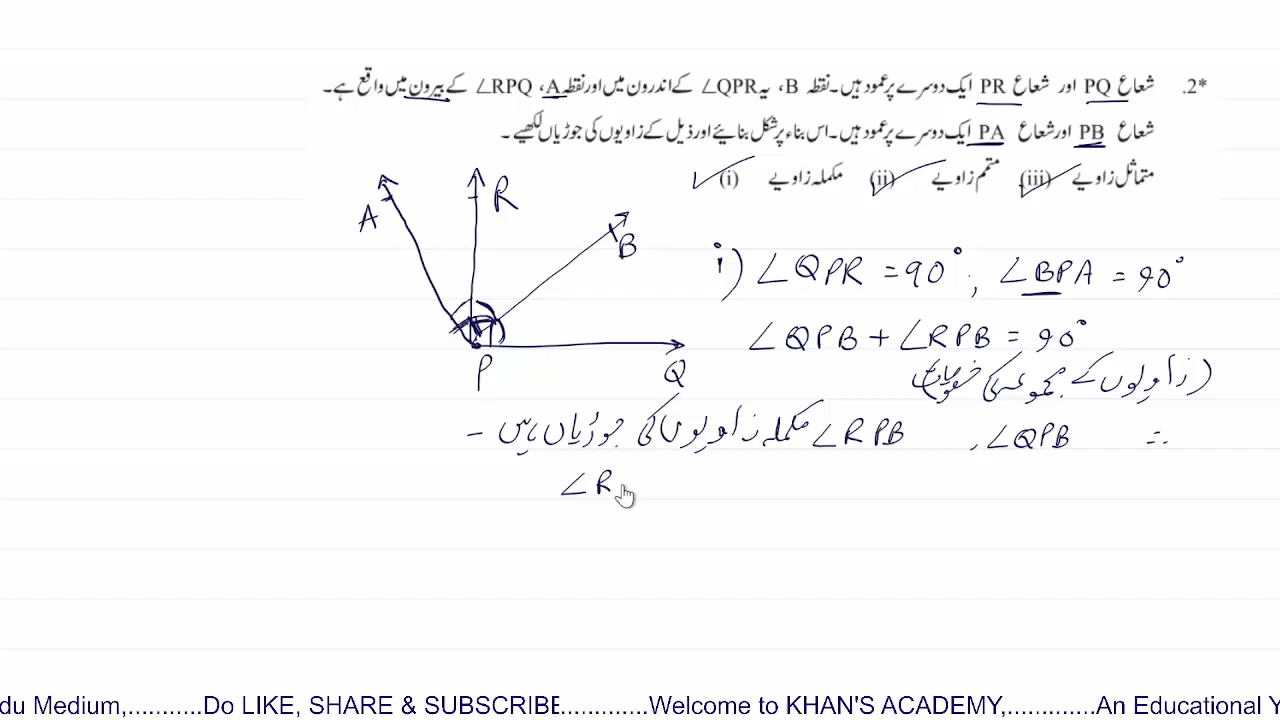 *2. شعاع PQ اور شعاع PR ایک دوسرے پر عمود ہیں۔ نقطہ B، یہ ∠QPR کے اندرون میں اور نقطہ A، ∠RPQ کے بیرون میں واقع ہے۔
شعاع PB اور شعاع PA ایک دوسرے پر عمود ہیں۔ اس بناء پر شکل بنائیے اور ذیل کے زاویوں کی جوڑیاں لکھیے۔
(i) مکملہ زاویے (ii) متمم زاویے (iii) متماثل زاویے
A
R
B
P
Q
i) ∠QPR = 90°, ∠BPA = 90°
∠QPB + ∠RPB = 90°
(زاویوں کے مجموعہ کی خصوصیات)
∴ ∠QPB , ∠RPB مکملہ زاویوں کی جوڑیاں ہیں -
∠R
du Medium,...........Do LIKE, SHARE & SUBSCRIBE.............Welcome to KHAN'S ACADEMY,............An Educational Y